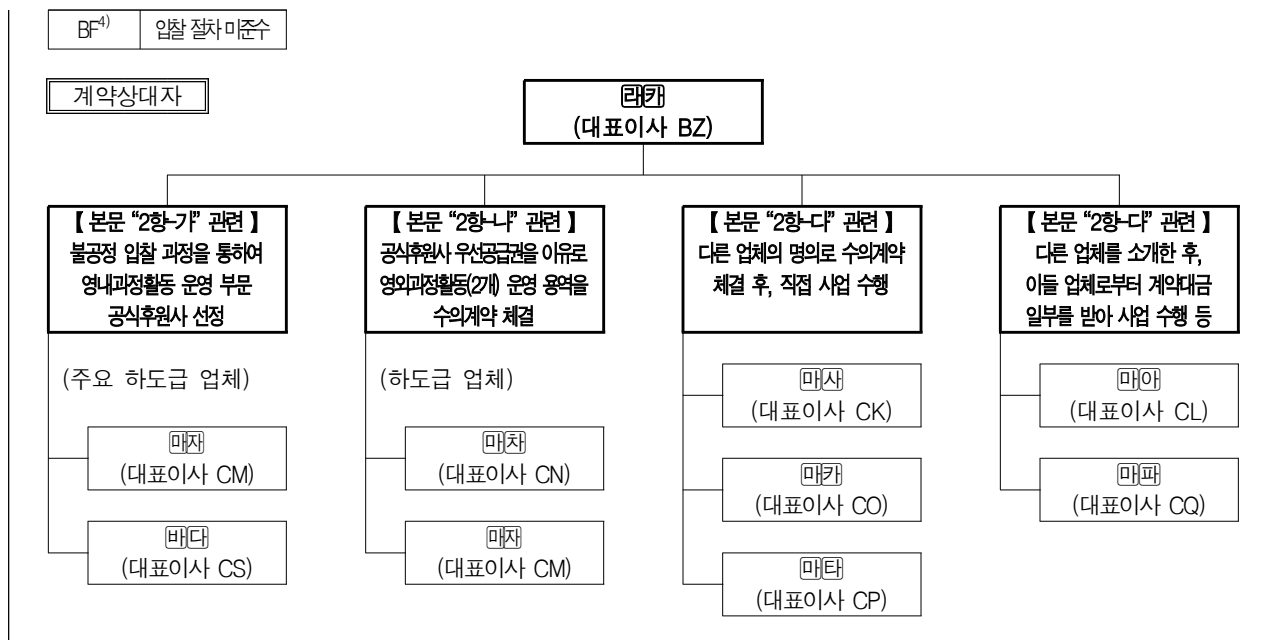 BF4) 입찰 절차 미준수
계약상대자
라카
(대표이사 BZ)
【 본문 “2항-가” 관련 】
불공정 입찰 과정을 통하여
영내과정활동 운영 부문
공식후원사 선정
(주요 하도급 업체)
마자
(대표이사 CM)
바다
(대표이사 CS)
【 본문 “2항-나” 관련 】
공식후원사 우선공급권을 이유로
영외과정활동(2개) 운영 용역을
수의계약 체결
(하도급 업체)
마차
(대표이사 CN)
마자
(대표이사 CM)
【 본문 “2항-다” 관련 】
다른 업체의 명의로 수의계약
체결 후, 직접 사업 수행
마사
(대표이사 CK)
마카
(대표이사 CO)
마타
(대표이사 CP)
【 본문 “2항-다” 관련 】
다른 업체를 소개한 후,
이들 업체로부터 계약대금
일부를 받아 사업 수행 등
마아
(대표이사 CL)
마파
(대표이사 CQ)